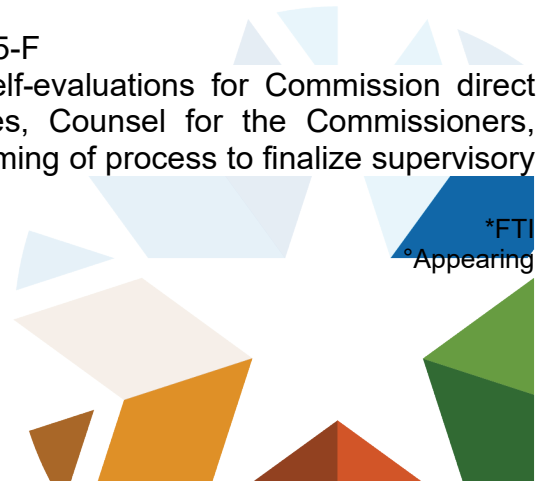 5-F
elf-evaluations for Commission direct
es, Counsel for the Commissioners,
ming of process to finalize supervisory
*FTI
°Appearing